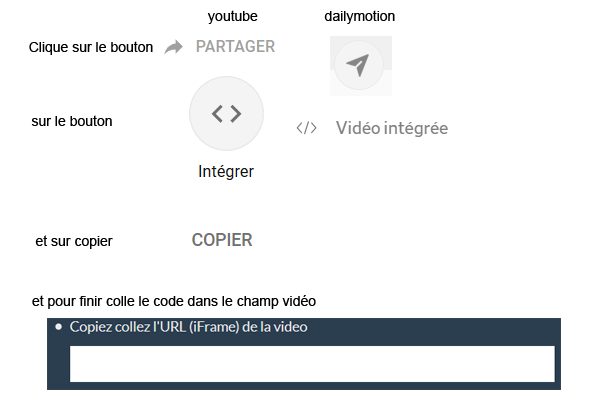 youtube dailymotion
Clique sur le bouton PARTAGER
sur le bouton </> Vidéo intégrée
Intégrer
et sur copier COPIER
et pour finir colle le code dans le champ vidéo
• Copiez collez l'URL (iFrame) de la video